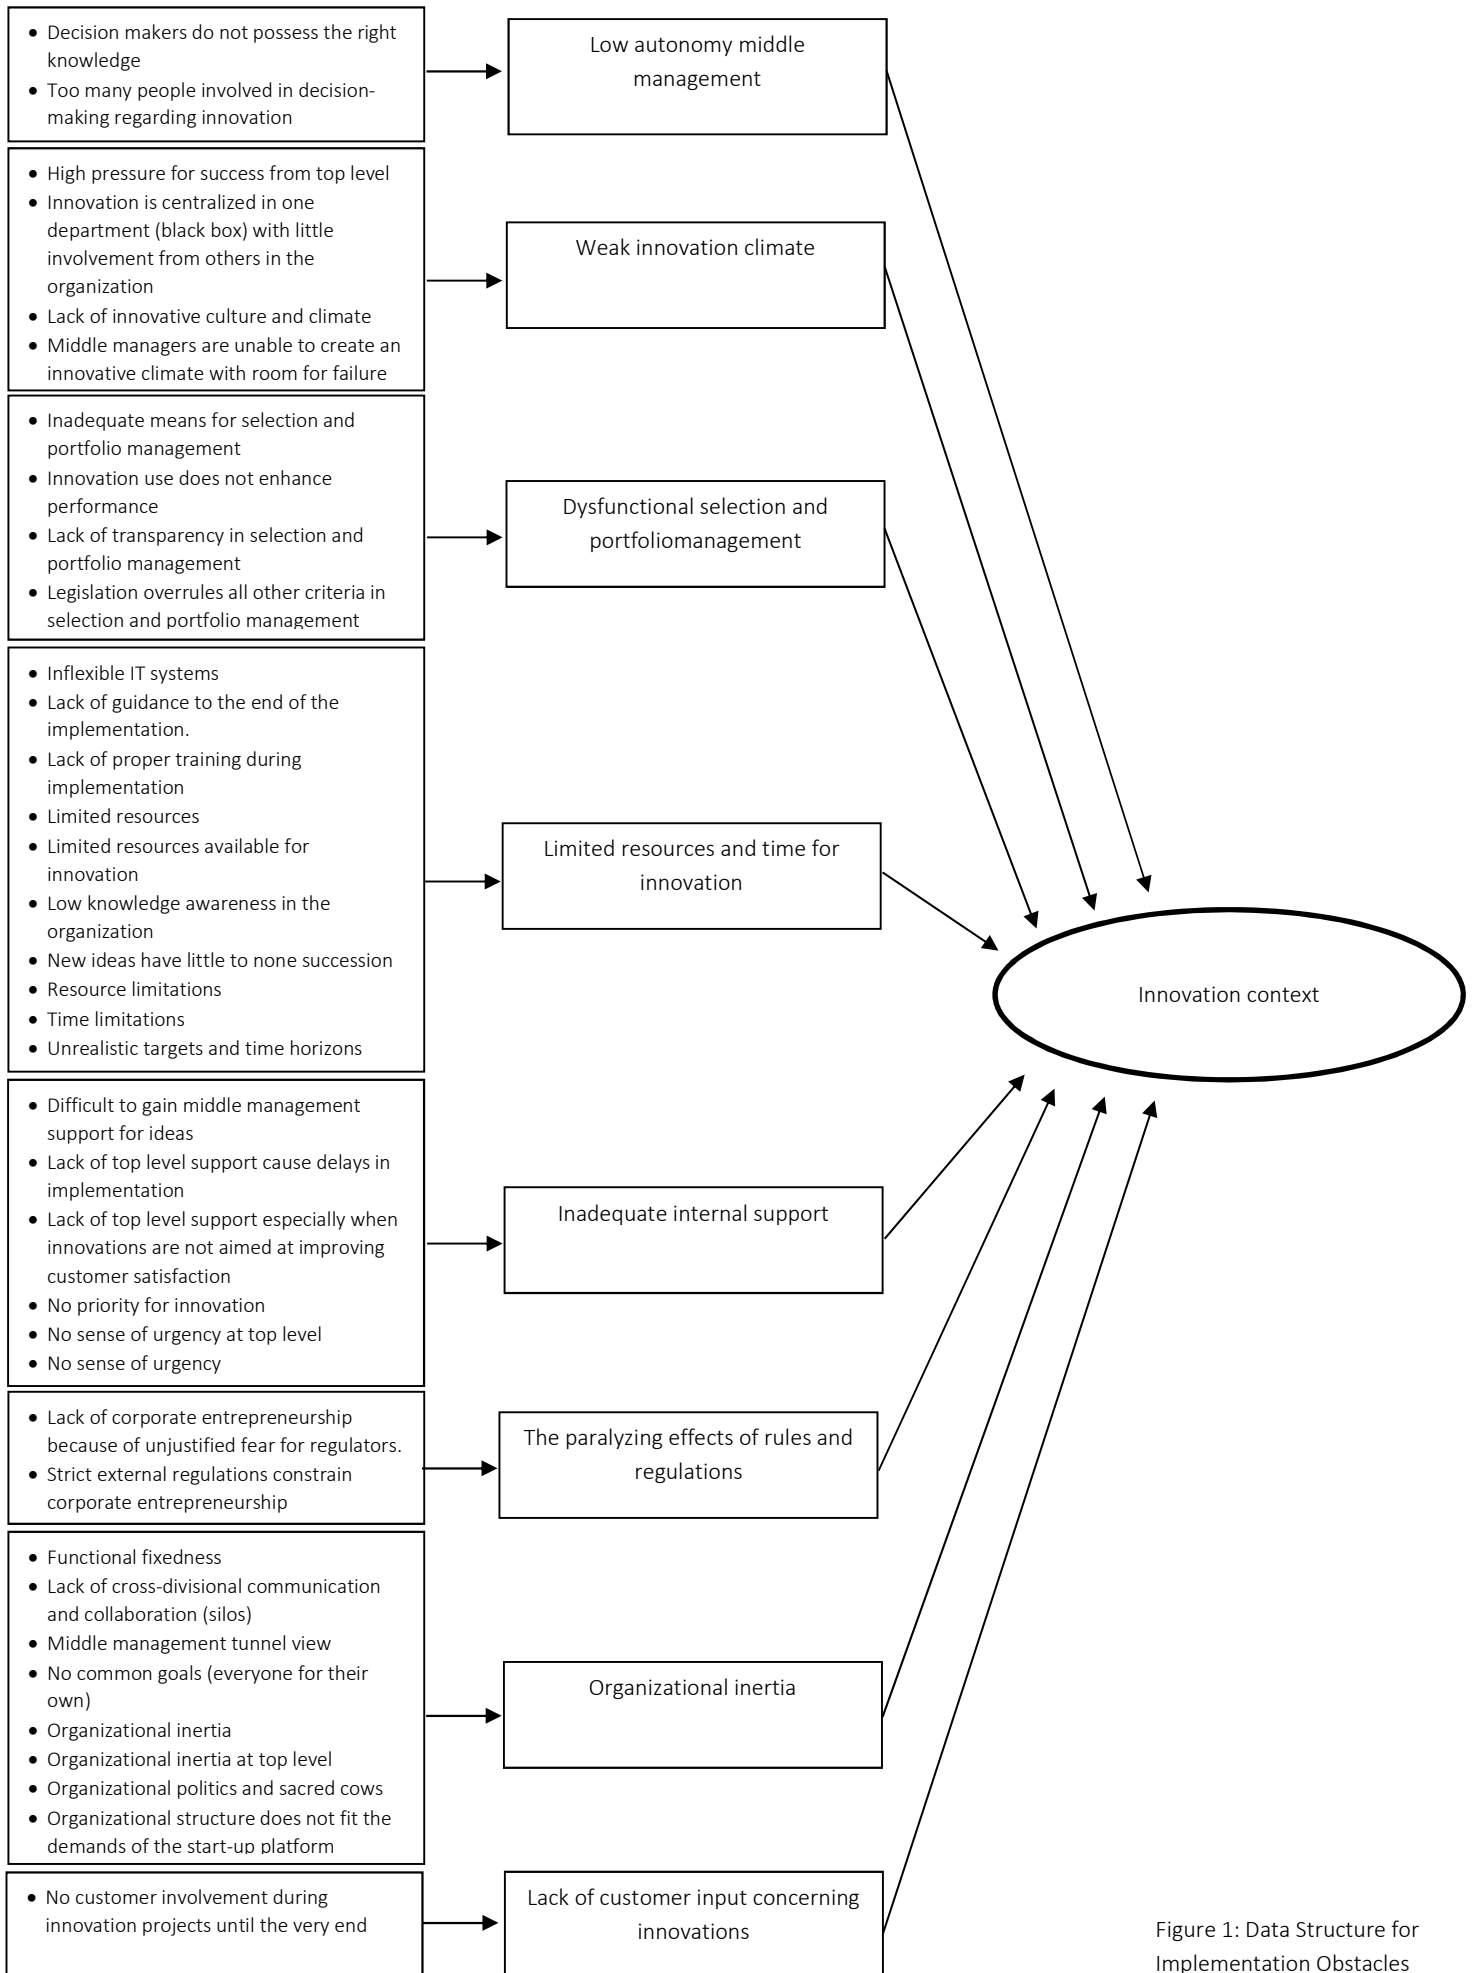 • Decision makers do not possess the right
knowledge
• Too many people involved in decision-
making regarding innovation
Low autonomy middle
management
• High pressure for success from top level
• Innovation is centralized in one
department (black box) with little
involvement from others in the
organization
• Lack of innovative culture and climate
• Middle managers are unable to create an
innovative climate with room for failure
Weak innovation climate
• Inadequate means for selection and
portfolio management
• Innovation use does not enhance
performance
• Lack of transparency in selection and
portfolio management
• Legislation overrules all other criteria in
selection and portfolio management
Dysfunctional selection and
portfoliomanagement
• Inflexible IT systems
• Lack of guidance to the end of the
implementation.
• Lack of proper training during
implementation
• Limited resources
• Limited resources available for
innovation
• Low knowledge awareness in the
organization
• New ideas have little to none succession
• Resource limitations
• Time limitations
• Unrealistic targets and time horizons
Limited resources and time for
innovation
Innovation context
• Difficult to gain middle management
support for ideas
• Lack of top level support cause delays in
implementation
• Lack of top level support especially when
innovations are not aimed at improving
customer satisfaction
• No priority for innovation
• No sense of urgency at top level
• No sense of urgency
Inadequate internal support
• Lack of corporate entrepreneurship
because of unjustified fear for regulators.
• Strict external regulations constrain
corporate entrepreneurship
The paralyzing effects of rules and
regulations
• Functional fixedness
• Lack of cross-divisional communication
and collaboration (silos)
• Middle management tunnel view
• No common goals (everyone for their
own)
• Organizational inertia
• Organizational inertia at top level
• Organizational politics and sacred cows
• Organizational structure does not fit the
demands of the start-up platform
Organizational inertia
• No customer involvement during
innovation projects until the very end
Lack of customer input concerning
innovations
Figure 1: Data Structure for
Implementation Obstacles